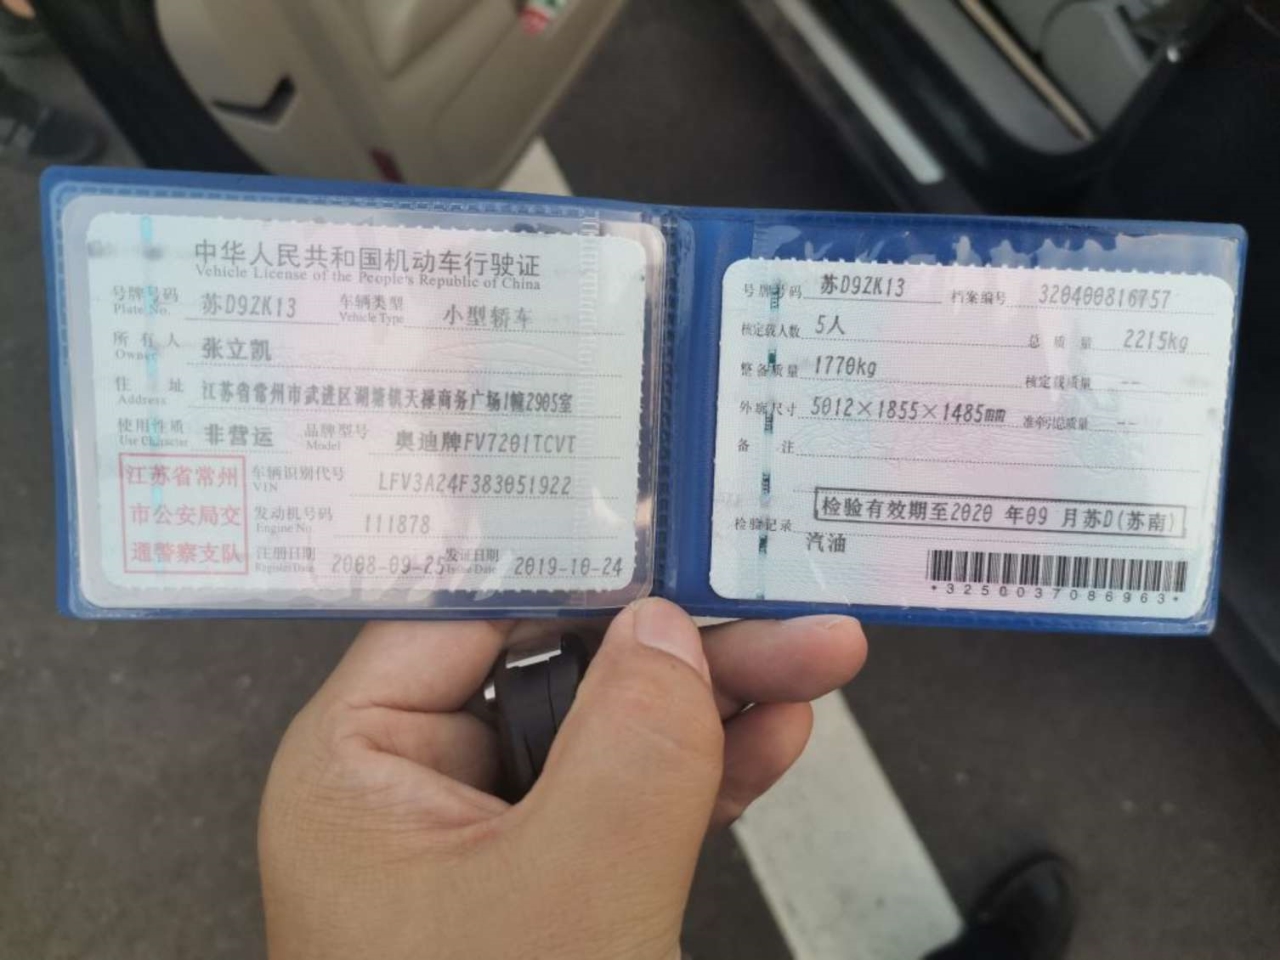 中华人民共和国机动车行驶证
Vehicle License of the People's Republic of China
号牌号码 苏D9ZK13 车辆类型 小型轿车
Plate No. Vehicle Type
所有人 张立凯
Owner
住址 江苏省常州市武进区湖塘镇天禄商务广场1幢2905室
Address
使用性质 非营运 品牌型号 奥迪牌FV7201TCVT
Use Character Model
江苏省常州
市公安局交
通警察支队
车辆识别代号 LFV3A24F383051922
VIN
发动机号码 111878
Engine No.
注册日期 2008-09-25 发证日期 2019-10-24
Register Date Issue Date
号牌号码 苏D9ZK13 档案编号 320400816757
核定载人数 5人 总质量 2215kg
整备质量 1770kg 核定载质量 --
外廓尺寸 5012×1855×1485mm 准牵引总质量 --
备注
检验有效期至2020年09月苏D(苏南)
检验记录
汽油
*3250037086963*